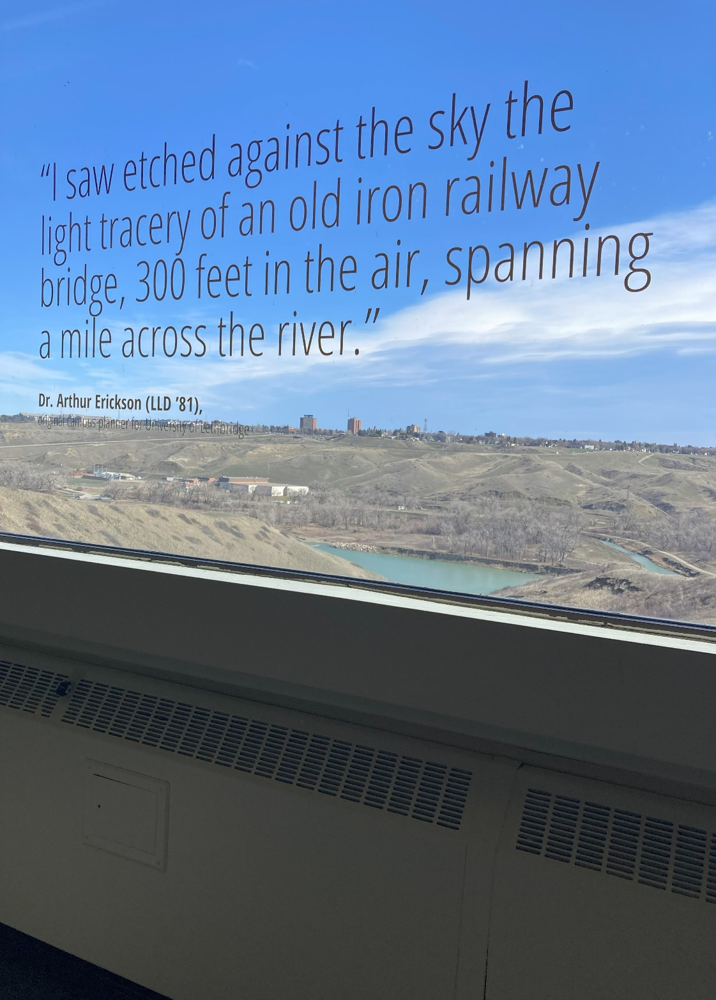 “I saw etched against the sky the
light tracery of an old iron railway
bridge, 300 feet in the air, spanning
a mile across the river.”
Dr. Arthur Erickson (LLD ’81),
original campus planner for University of Lethbridge